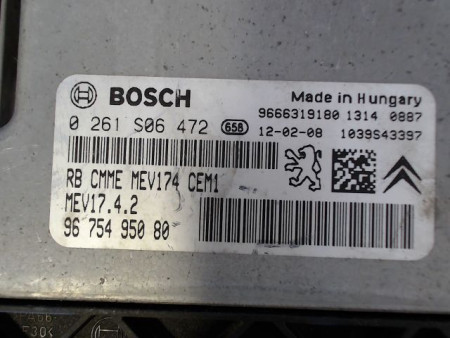 BOSCH
Made in Hungary
9666319180 1314 0887
0 261 S06 472 658 12-02-08 1039S43397
RB CMME MEV174 CEM1
MEV17.4.2
96 754 950 80